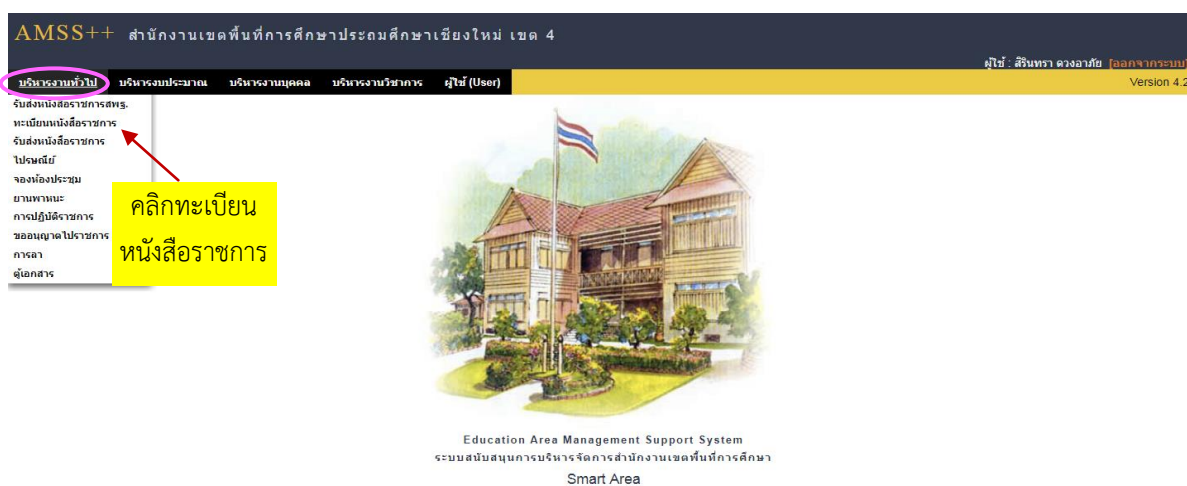 AMSS++ สำนักงานเขตพื้นที่การศึกษาประถมศึกษาเชียงใหม่ เขต 4
ผู้ใช้ : สิรินทรา ดวงอาภัย [ออกจากระบบ]
บริหารงานทั่วไป บริหารงบประมาณ บริหารงานบุคคล บริหารงานวิชาการ ผู้ใช้ (User) Version 4.2
รับส่งหนังสือราชการสพฐ.
ทะเบียนหนังสือราชการ
รับส่งหนังสือราชการ
ไปรษณีย์
จองห้องประชุม
ยานพาหนะ
การปฏิบัติราชการ
ขออนุญาตไปราชการ
การลา
ตู้เอกสาร
คลิกทะเบียน
หนังสือราชการ
Education Area Management Support System
ระบบสนับสนุนการบริหารจัดการสำนักงานเขตพื้นที่การศึกษา
Smart Area